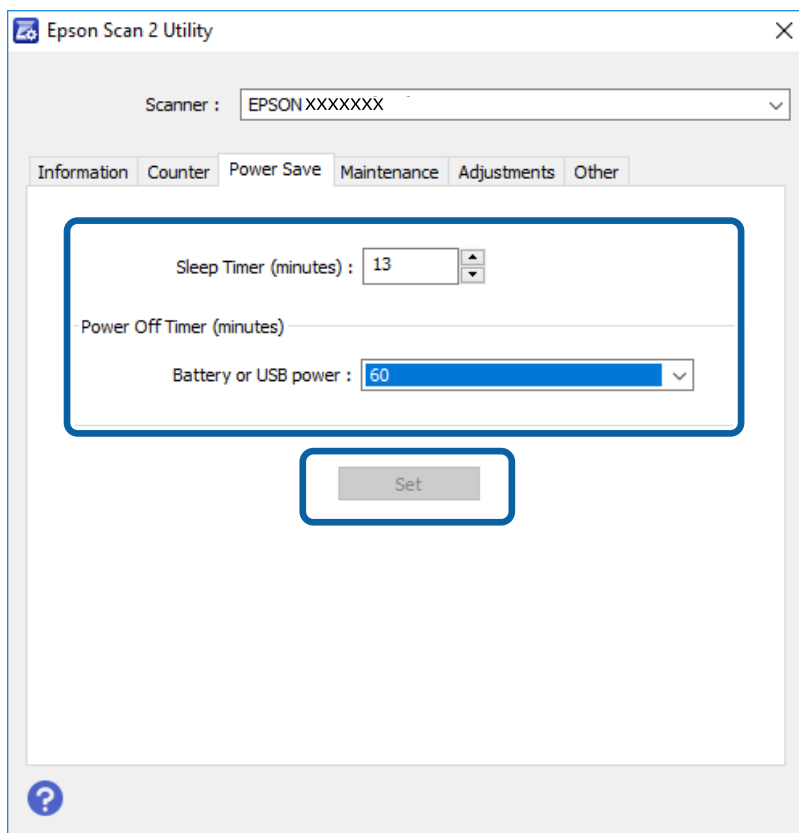 Epson Scan 2 Utility
Scanner : EPSON XXXXXXX
Information Counter Power Save Maintenance Adjustments Other
Sleep Timer (minutes) : 13
Power Off Timer (minutes)
Battery or USB power : 60
Set
?